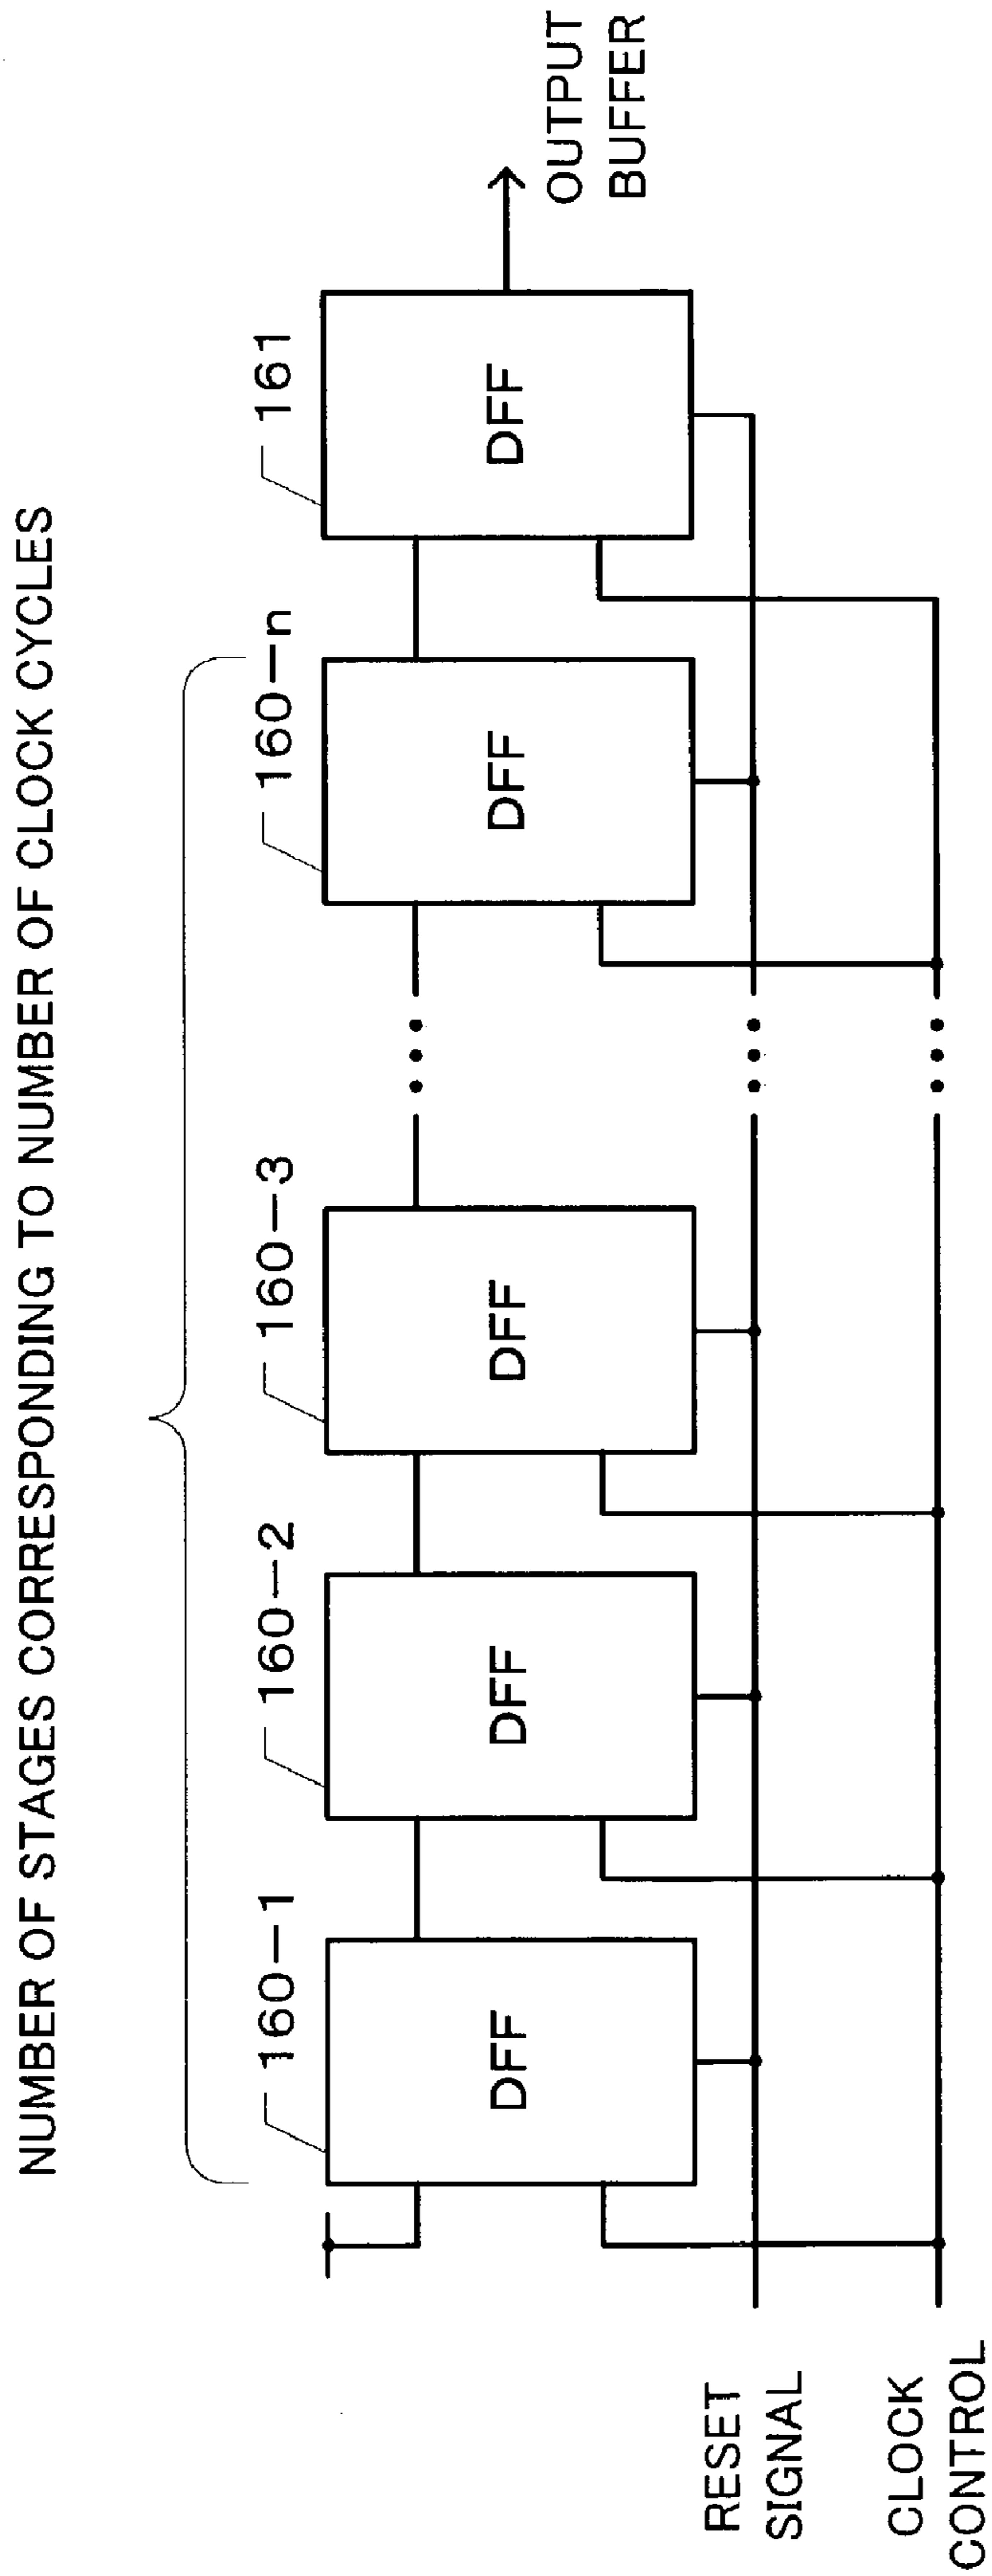 NUMBER OF STAGES CORRESPONDING TO NUMBER OF CLOCK CYCLES
160-1
160-2
160-3
160-n
161
DFF
DFF
DFF
DFF
DFF
OUTPUT
BUFFER
RESET
SIGNAL
CLOCK
CONTROL